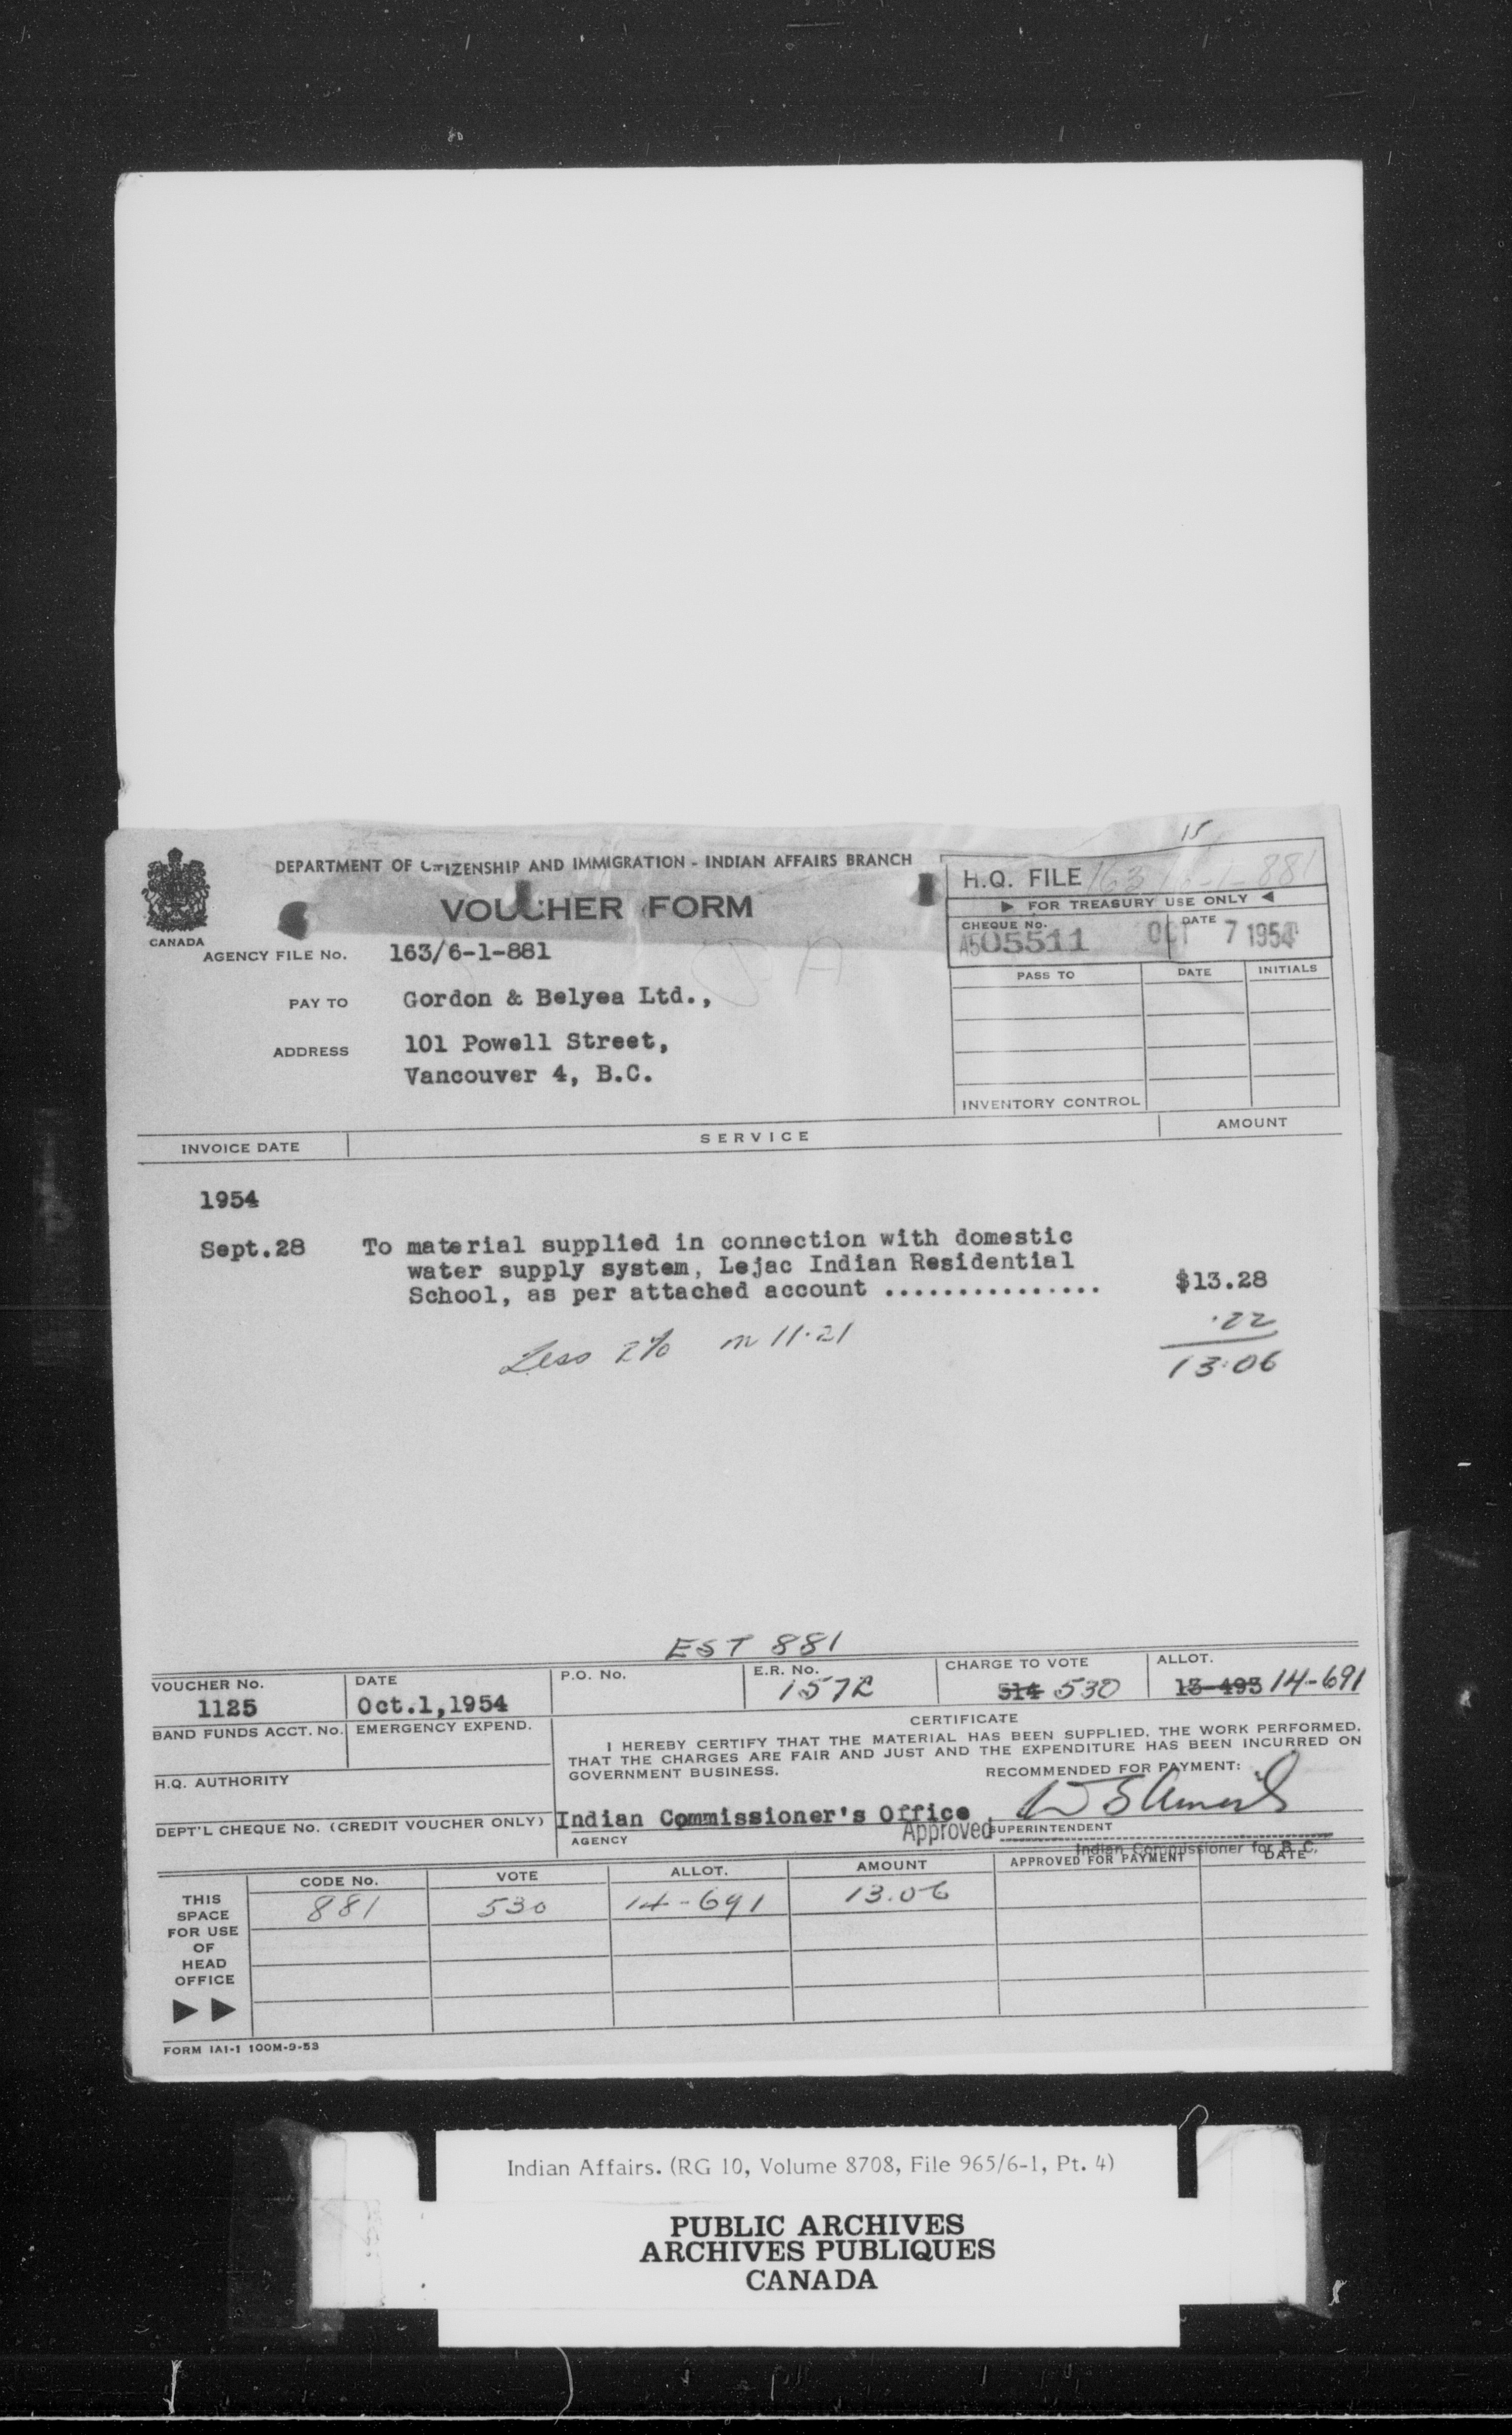 15
DEPARTMENT OF CITIZENSHIP AND IMMIGRATION - INDIAN AFFAIRS BRANCH
VOUCHER FORM
CANADA
H.Q. FILE 163/6-1-881
▶ FOR TREASURY USE ONLY ◀
CHEQUE No. DATE
A505511 OCT 7 1954
AGENCY FILE No. 163/6-1-881
PASS TO DATE INITIALS
PAY TO Gordon & Belyea Ltd.,
ADDRESS 101 Powell Street,
Vancouver 4, B.C.
INVENTORY CONTROL
INVOICE DATE SERVICE AMOUNT
1954
Sept.28 To material supplied in connection with domestic
water supply system, Lejac Indian Residential
School, as per attached account ............... $13.28
.22
Less 2% on 11.21
13.06
EST 881
VOUCHER No. DATE P.O. No. E.R. No. CHARGE TO VOTE ALLOT.
1125 Oct.1,1954 1572 514 530 13-493 14-691
BAND FUNDS ACCT. No. EMERGENCY EXPEND.
CERTIFICATE
I HEREBY CERTIFY THAT THE MATERIAL HAS BEEN SUPPLIED, THE WORK PERFORMED,
THAT THE CHARGES ARE FAIR AND JUST AND THE EXPENDITURE HAS BEEN INCURRED ON
GOVERNMENT BUSINESS.
RECOMMENDED FOR PAYMENT:
H.Q. AUTHORITY
DEPT'L CHEQUE No. (CREDIT VOUCHER ONLY)
Indian Commissioner's Office
AGENCY
Approved
SUPERINTENDENT
Indian Commissioner for B.C.
CODE No. VOTE ALLOT. AMOUNT APPROVED FOR PAYMENT DATE
881 530 14-691 13.06
THIS
SPACE
FOR USE
OF
HEAD
OFFICE
▶ ▶
FORM IA1-1 100M-9-53
Indian Affairs. (RG 10, Volume 8708, File 965/6-1, Pt. 4)
PUBLIC ARCHIVES
ARCHIVES PUBLIQUES
CANADA